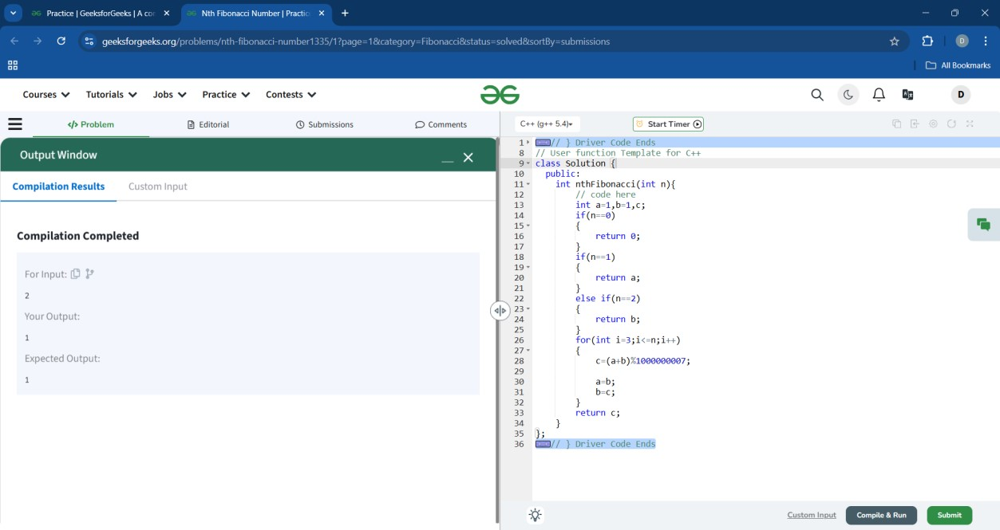 Practice | GeeksforGeeks | A cor
Nth Fibonacci Number | Practic
geeksforgeeks.org/problems/nth-fibonacci-number1335/1?page=1&category=Fibonacci&status=solved&sortBy=submissions
D
All Bookmarks
Courses Tutorials Jobs Practice Contests
D
</> Problem Editorial Submissions Comments
C++ (g++ 5.4) Start Timer
Output Window
Compilation Results Custom Input
Compilation Completed
For Input:
2
Your Output:
1
Expected Output:
1
1 // } Driver Code Ends
8 // User function Template for C++
9 class Solution {
10 public:
11 int nthFibonacci(int n){
12 // code here
13 int a=1,b=1,c;
14 if(n==0)
15 {
16 return 0;
17 }
18 if(n==1)
19 {
20 return a;
21 }
22 else if(n==2)
23 {
24 return b;
25 }
26 for(int i=3;i<=n;i++)
27 {
28 c=(a+b)%1000000007;
29
30 a=b;
31 b=c;
32 }
33 return c;
34 }
35 };
36 // } Driver Code Ends
Custom Input Compile & Run Submit